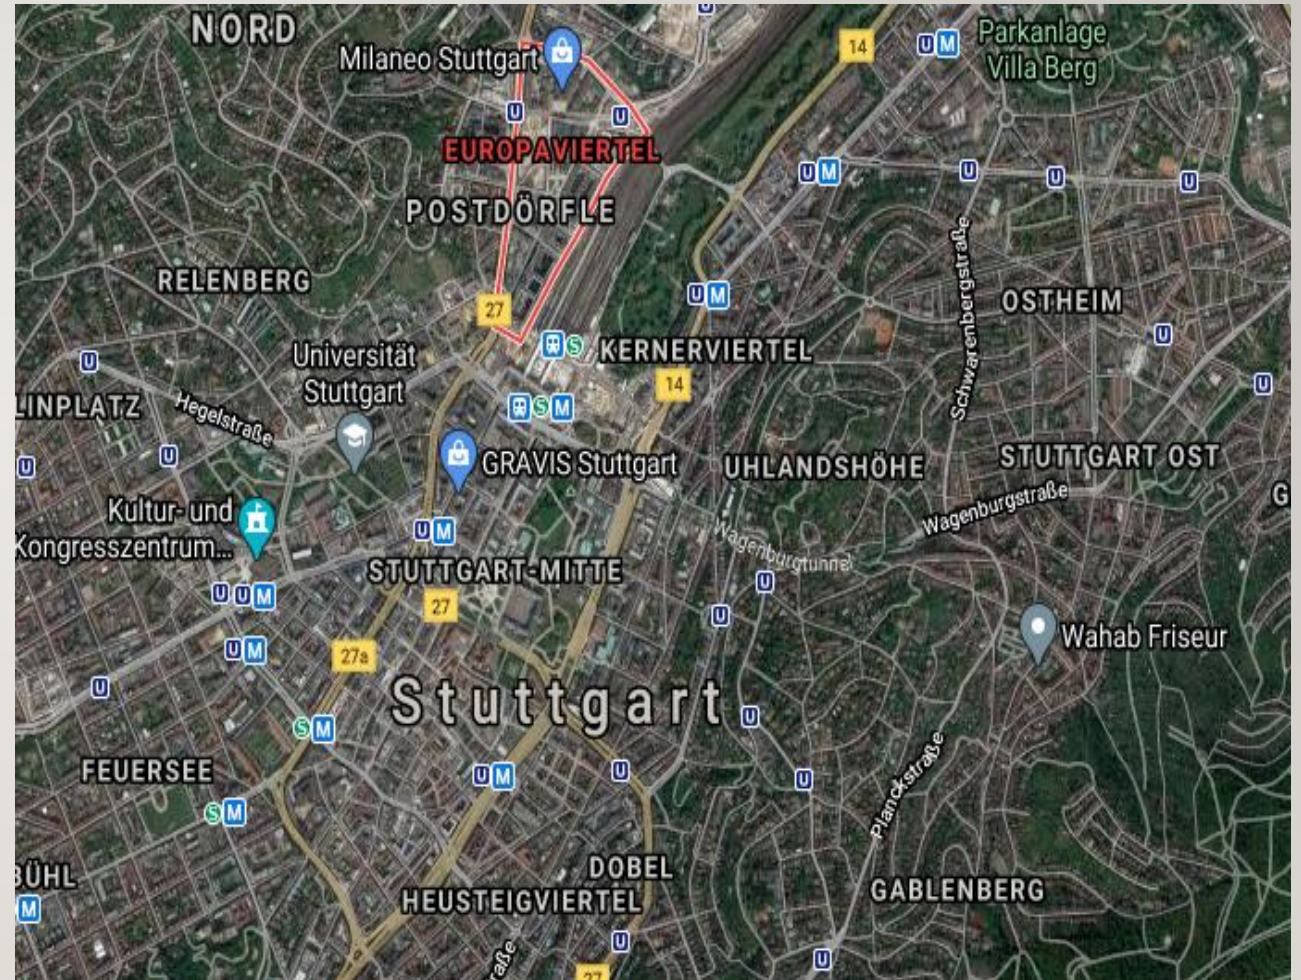 NORD
Milaneo Stuttgart
14
U
M
Parkanlage
Villa Berg
U
U
EUROPAVIERTEL
U
M
U
U
U
POSTDÖRFLE
RELENBERG
27
U
M
OSTHEIM
Schwarenbergstraße
U
Universität
Stuttgart
S
KERNERVIERTEL
14
U
U
LINPLATZ
Hegelstraße
S
M
U
U
GRAVIS Stuttgart
UHLANDSHÖHE
STUTTGART OST
G
Kultur- und
Kongresszentrum...
U
M
Wagenburgstraße
Wagenburgtunnel
STUTTGART-MITTE
U
U
U
M
27
U
Wahab Friseur
U
M
27a
U
Stuttgart
U
S
M
FEUERSEE
U
M
U
U
Planckstraße
S
M
BÜHL
M
DOBEL
HEUSTEIGVIERTEL
GABLENBERG
raße
U
U
27